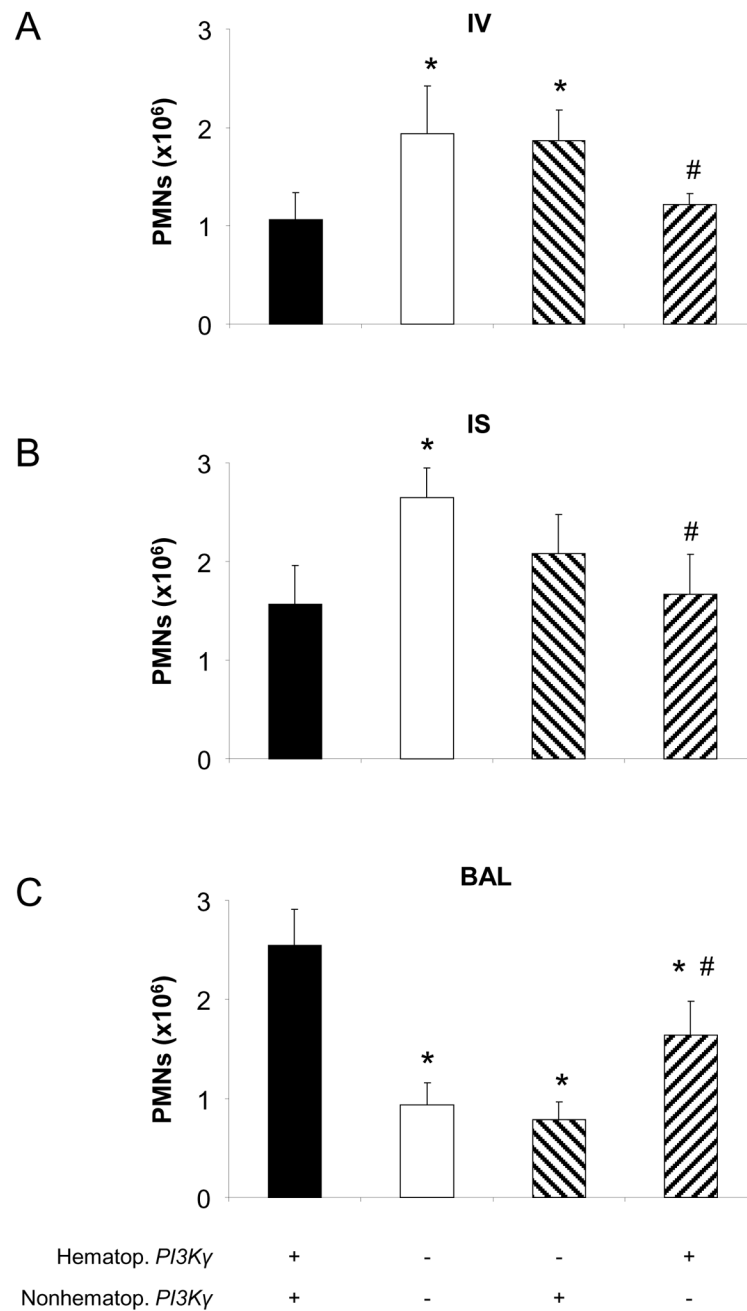 A
IV
PMNs (x10⁶)
3
2
1
0
*
*
#
B
IS
PMNs (x10⁶)
3
2
1
0
*
#
C
BAL
PMNs (x10⁶)
3
2
1
0
*
*
* #
Hematop. PI3Kγ + - - +
Nonhematop. PI3Kγ + - + -